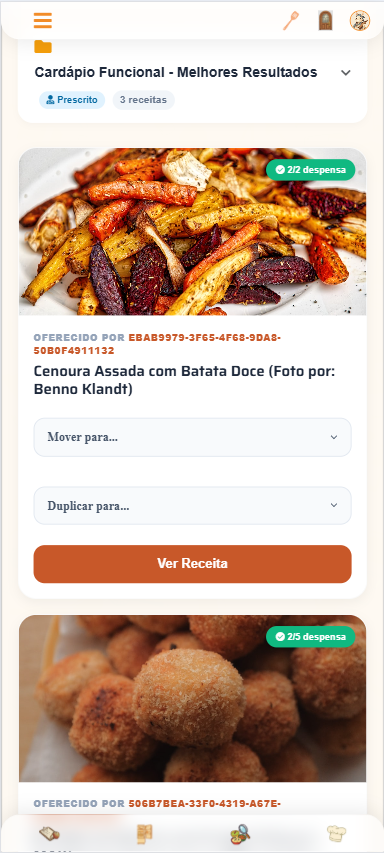 Cardápio Funcional - Melhores Resultados
Prescrito
3 receitas
2/2 despensa
OFERECIDO POR EBAB9979-3F65-4F68-9DA8-
50B0F4911132
Cenoura Assada com Batata Doce (Foto por:
Benno Klandt)
Mover para...
Duplicar para...
Ver Receita
2/5 despensa
OFERECIDO POR 506B7BEA-33F0-4319-A67E-